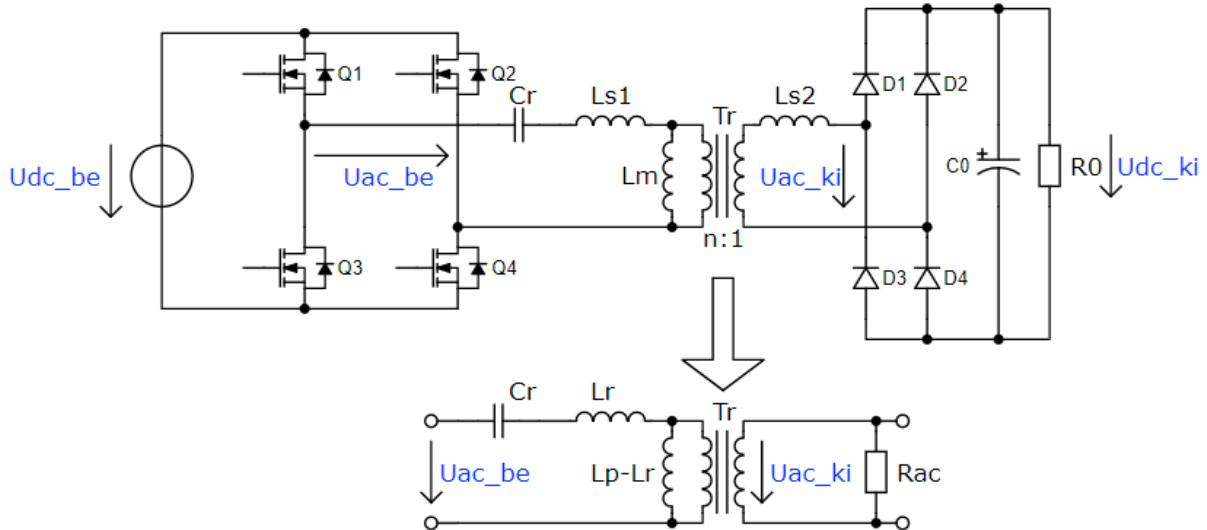 Q1
Q2
D1
D2
Cr
Ls1
Tr
Ls2
Udc_be
Uac_be
Lm
Uac_ki
C0
+
R0
Udc_ki
n:1
Q3
Q4
D3
D4
Cr
Lr
Tr
Uac_be
Lp-Lr
Uac_ki
Rac